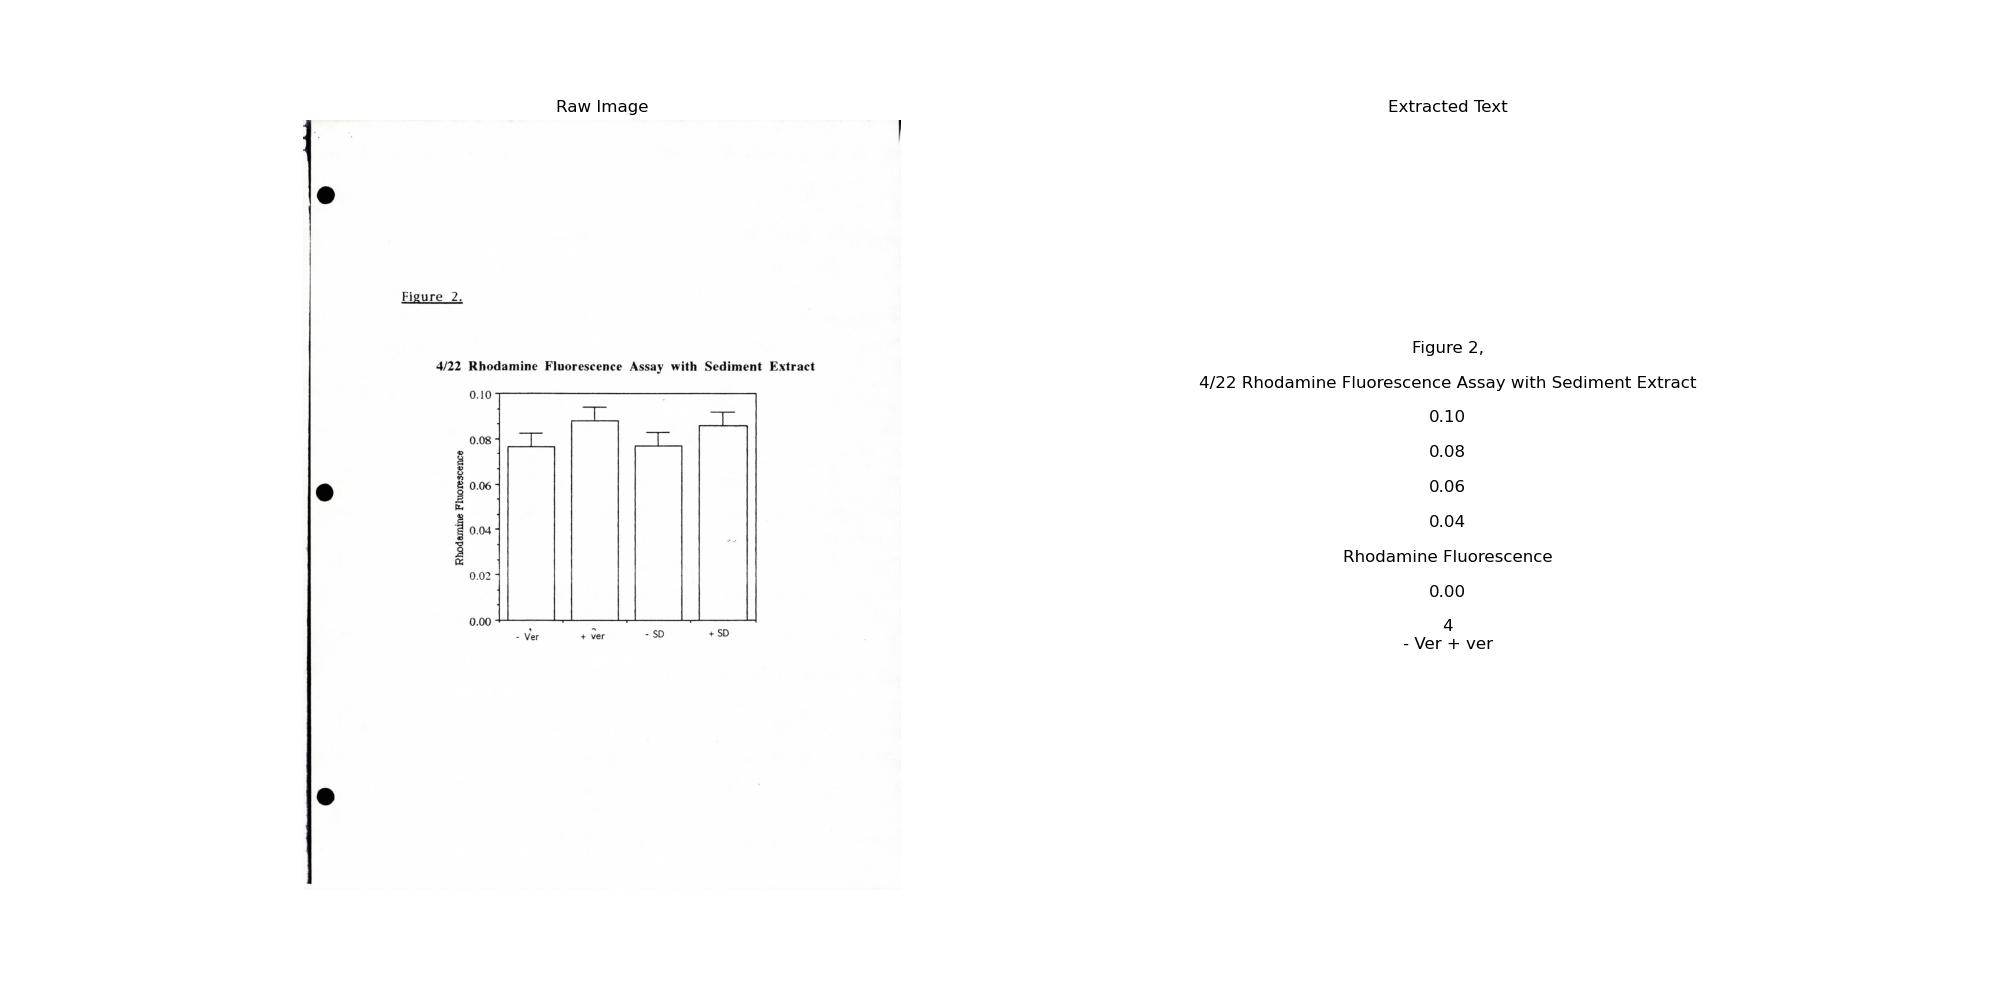 Raw Image
Figure 2.
4/22 Rhodamine Fluorescence Assay with Sediment Extract
0.10
0.08
0.06
0.04
0.02
0.00
Rhodamine Fluorescence
- Ver
+ ver
- SD
+ SD
Extracted Text
Figure 2,
4/22 Rhodamine Fluorescence Assay with Sediment Extract
0.10
0.08
0.06
0.04
Rhodamine Fluorescence
0.00
4
- Ver + ver